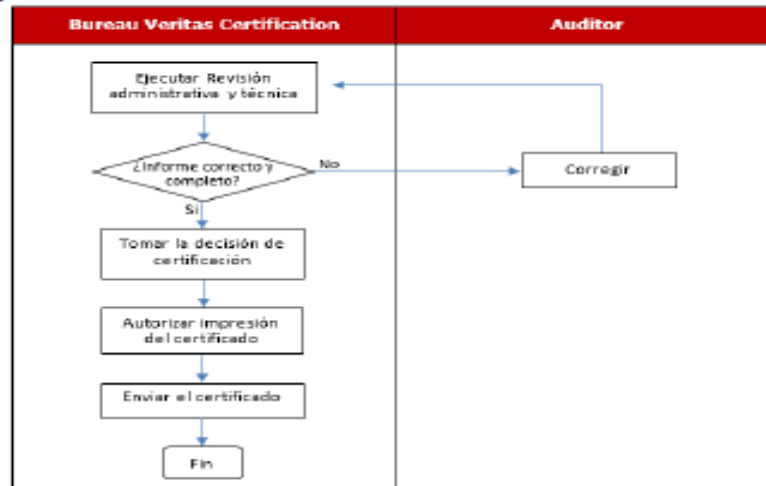 Bureau Veritas Certification
Auditor
Ejecutar Revisión
administrativa y técnica
¿Informe correcto y
completo?
No
Corregir
Si
Tomar la decisión de
certificación
Autorizar impresión
del certificado
Enviar el certificado
Fin